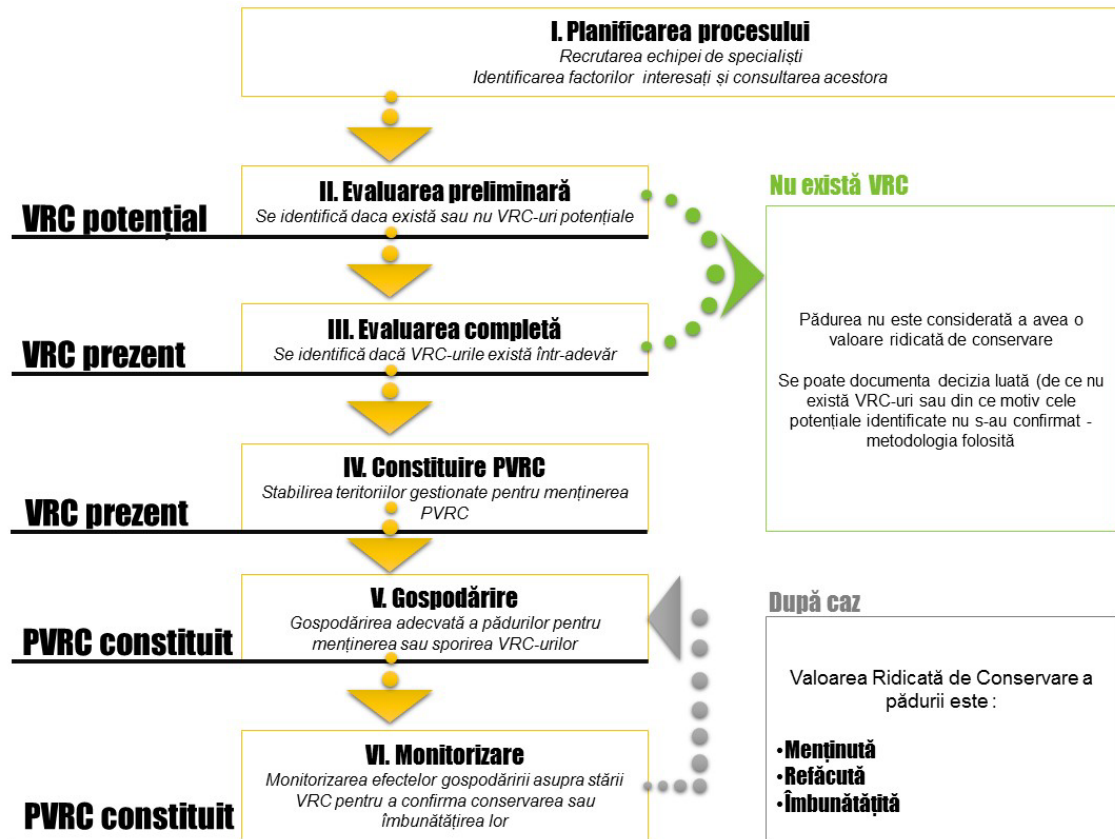 I. Planificarea procesului
Recrutarea echipei de specialiști
Identificarea factorilor interesați și consultarea acestora
VRC potențial
II. Evaluarea preliminară
Se identifică daca există sau nu VRC-uri potențiale
Nu există VRC
Pădurea nu este considerată a avea o
valoare ridicată de conservare
Se poate documenta decizia luată (de ce nu
există VRC-uri sau din ce motiv cele
potențiale identificate nu s-au confirmat -
metodologia folosită
VRC prezent
III. Evaluarea completă
Se identifică dacă VRC-urile există într-adevăr
VRC prezent
IV. Constituire PVRC
Stabilirea teritoriilor gestionate pentru menținerea
PVRC
PVRC constituit
V. Gospodărire
Gospodărirea adecvată a pădurilor pentru
menținerea sau sporirea VRC-urilor
După caz
Valoarea Ridicată de Conservare a
pădurii este :
•Menținută
•Refăcută
•Îmbunătățită
PVRC constituit
VI. Monitorizare
Monitorizarea efectelor gospodăririi asupra stării
VRC pentru a confirma conservarea sau
îmbunătățirea lor